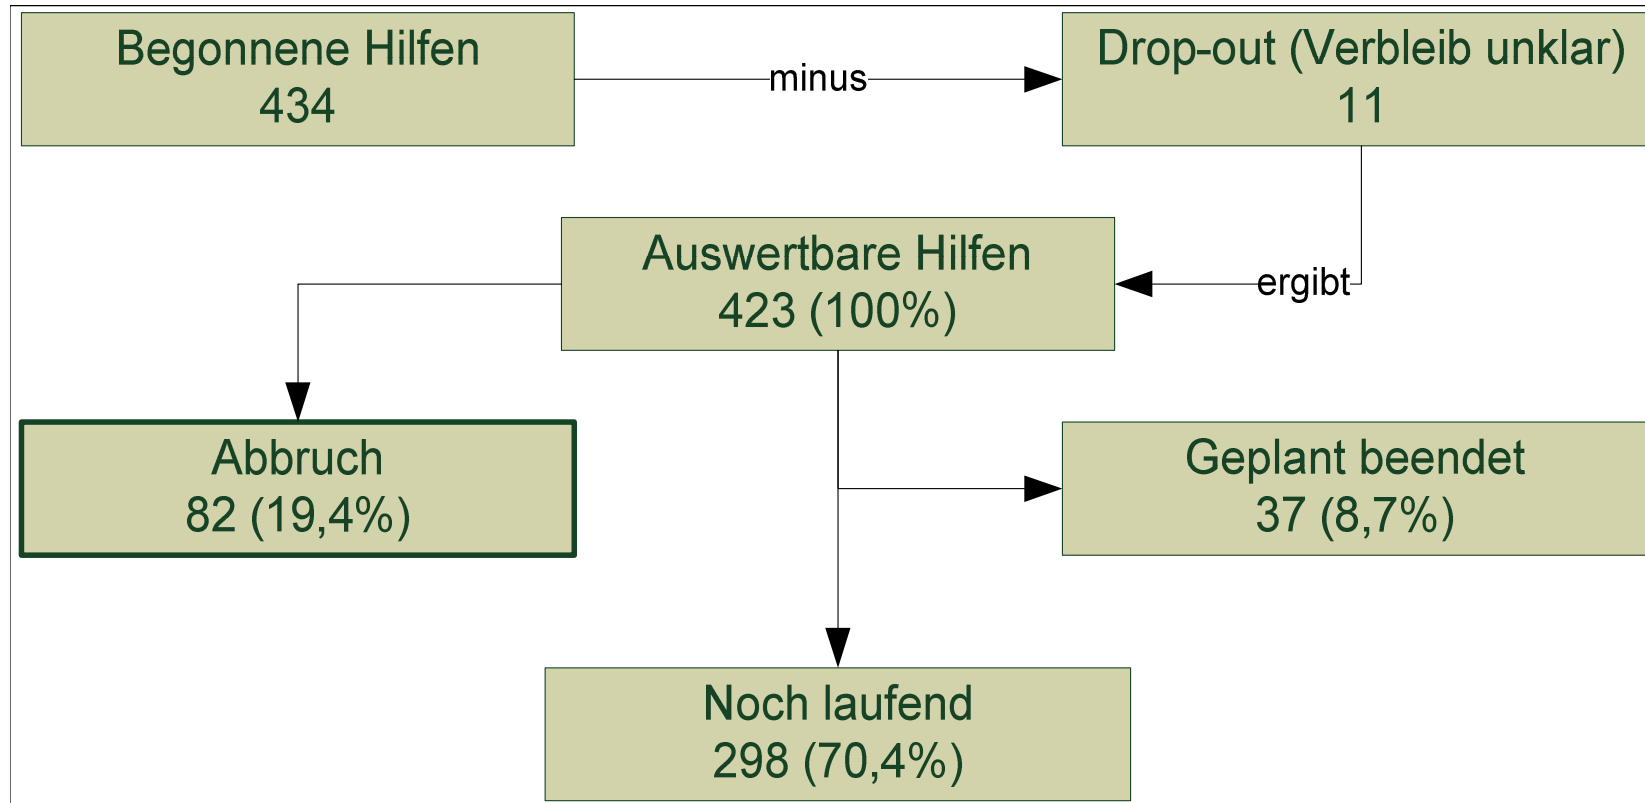 Begonnene Hilfen
434
minus
Drop-out (Verbleib unklar)
11
Auswertbare Hilfen
423 (100%)
ergibt
Abbruch
82 (19,4%)
Geplant beendet
37 (8,7%)
Noch laufend
298 (70,4%)